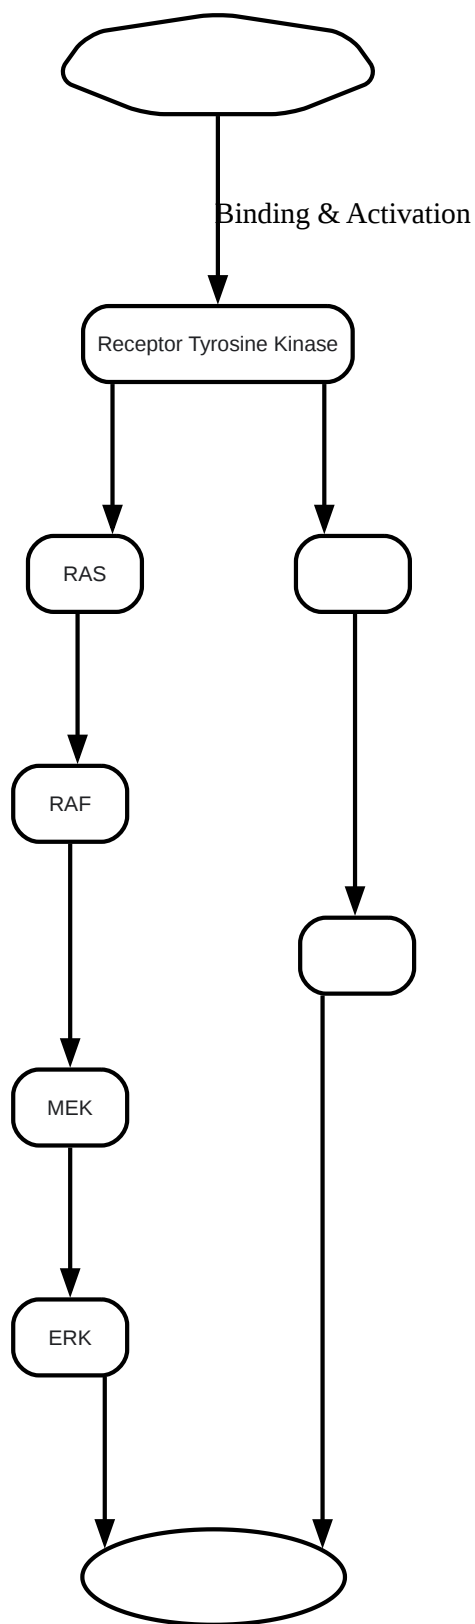 Binding & Activation
Receptor Tyrosine Kinase
RAS
RAF
MEK
ERK